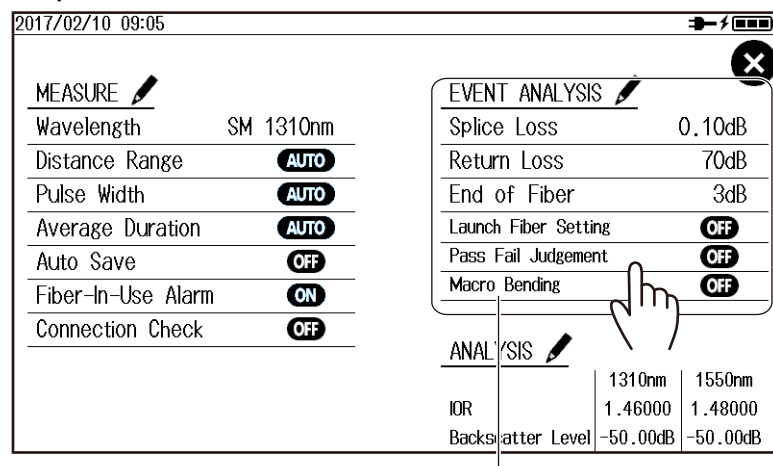 2017/02/10 09:05
MEASURE
Wavelength SM 1310nm
Distance Range AUTO
Pulse Width AUTO
Average Duration AUTO
Auto Save OFF
Fiber-In-Use Alarm ON
Connection Check OFF
EVENT ANALYSIS
Splice Loss 0.10dB
Return Loss 70dB
End of Fiber 3dB
Launch Fiber Setting OFF
Pass Fail Judgement OFF
Macro Bending OFF
ANALYSIS
1310nm 1550nm
IOR 1.46000 1.48000
Backscatter Level -50.00dB -50.00dB